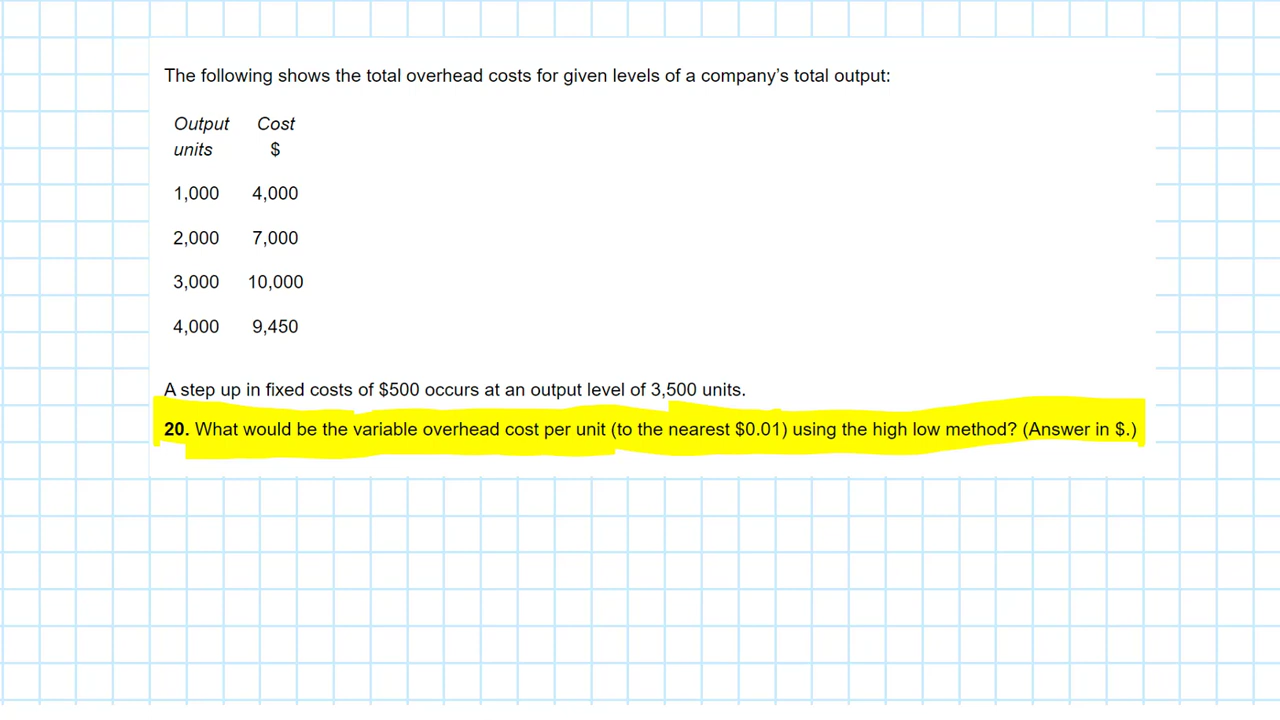 The following shows the total overhead costs for given levels of a company’s total output:
Output Cost
units $
1,000 4,000
2,000 7,000
3,000 10,000
4,000 9,450
A step up in fixed costs of $500 occurs at an output level of 3,500 units.
20. What would be the variable overhead cost per unit (to the nearest $0.01) using the high low method? (Answer in $.)